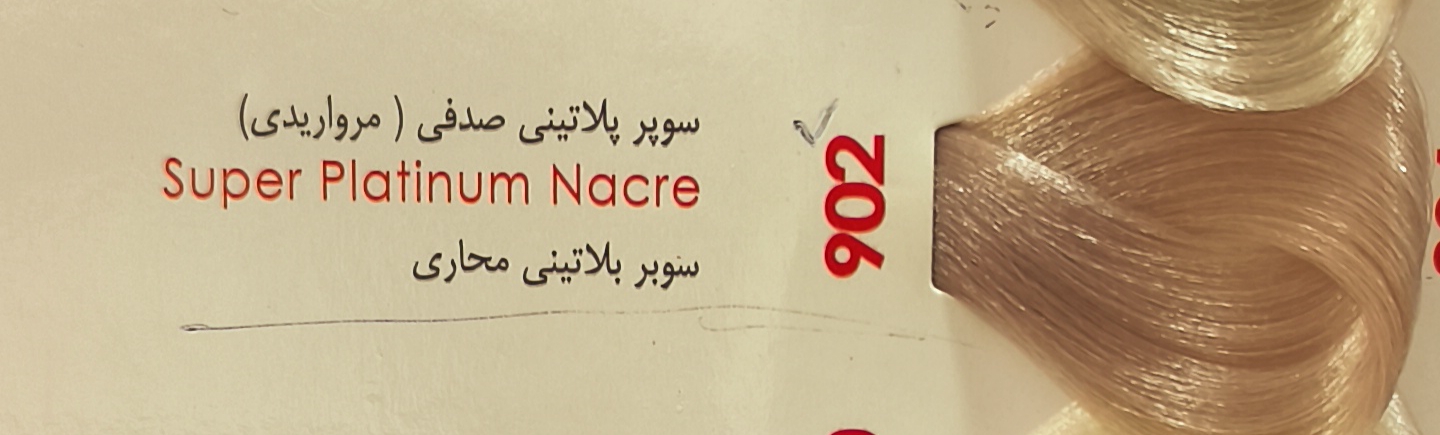 سوپر پلاتینی صدفی ( مرواریدی)
Super Platinum Nacre
سوبر بلاتینی محاری
902